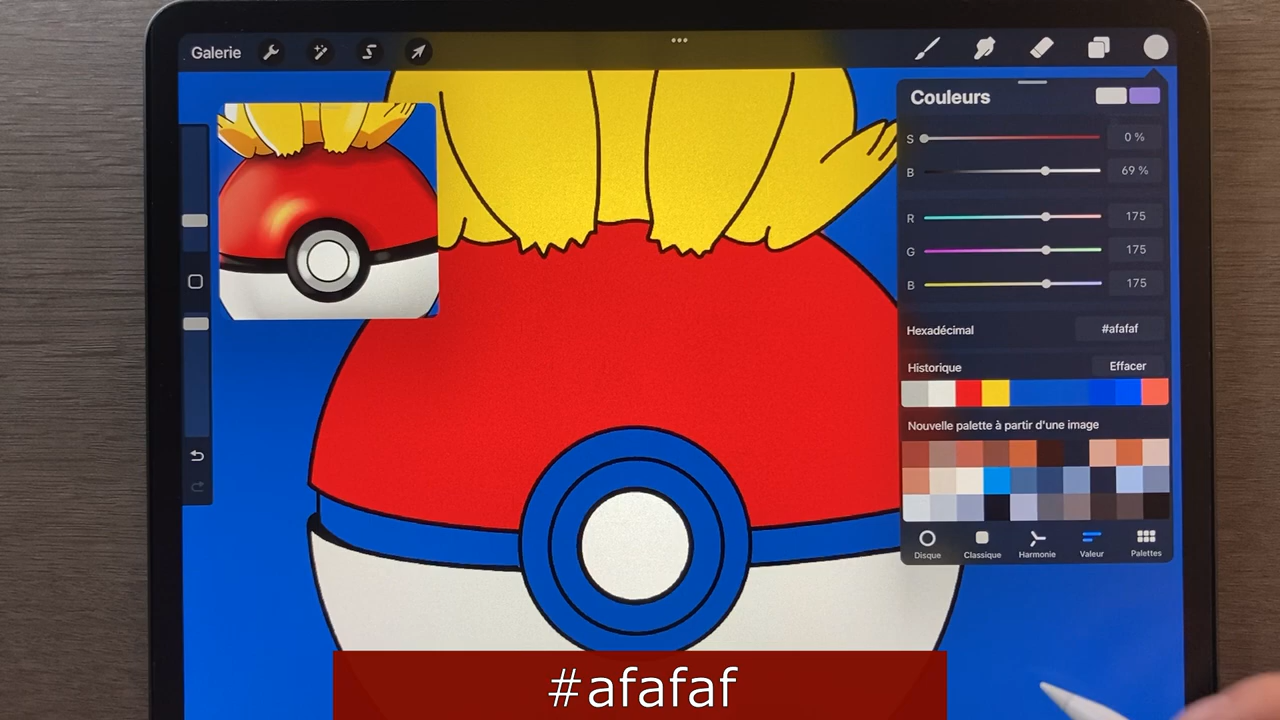 Galerie
Couleurs
S 0 %
B 69 %
R 175
G 175
B 175
Hexadécimal #afafaf
Historique Effacer
Nouvelle palette à partir d'une image
Disque Classique Harmonie Valeur Palettes
#afafaf